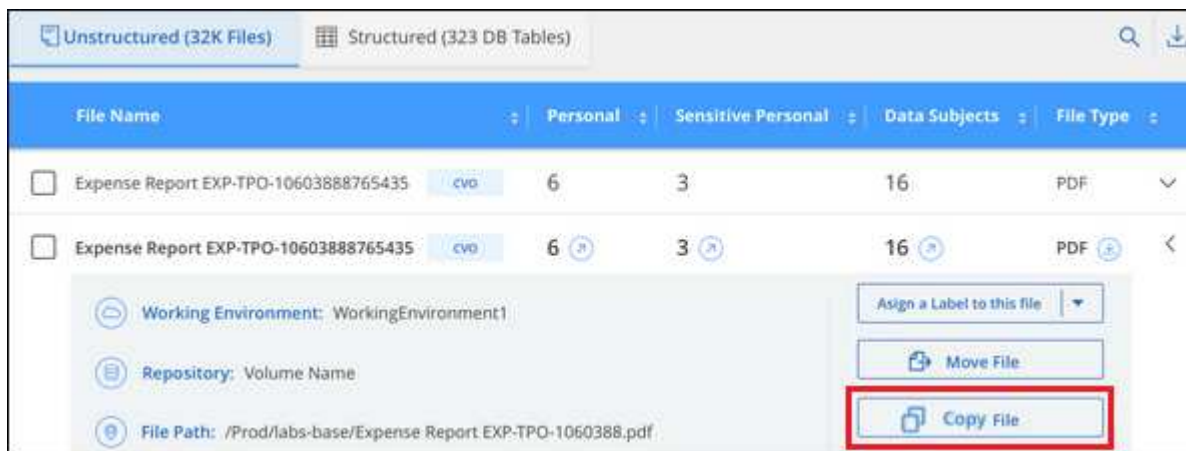 Unstructured (32K Files) Structured (323 DB Tables)
File Name Personal Sensitive Personal Data Subjects File Type
Expense Report EXP-TPO-10603888765435 CVO 6 3 16 PDF
Expense Report EXP-TPO-10603888765435 CVO 6 3 16 PDF
Working Environment: WorkingEnvironment1
Asign a Label to this file
Move File
Repository: Volume Name
Copy File
File Path: /Prod/labs-base/Expense Report EXP-TPO-1060388.pdf